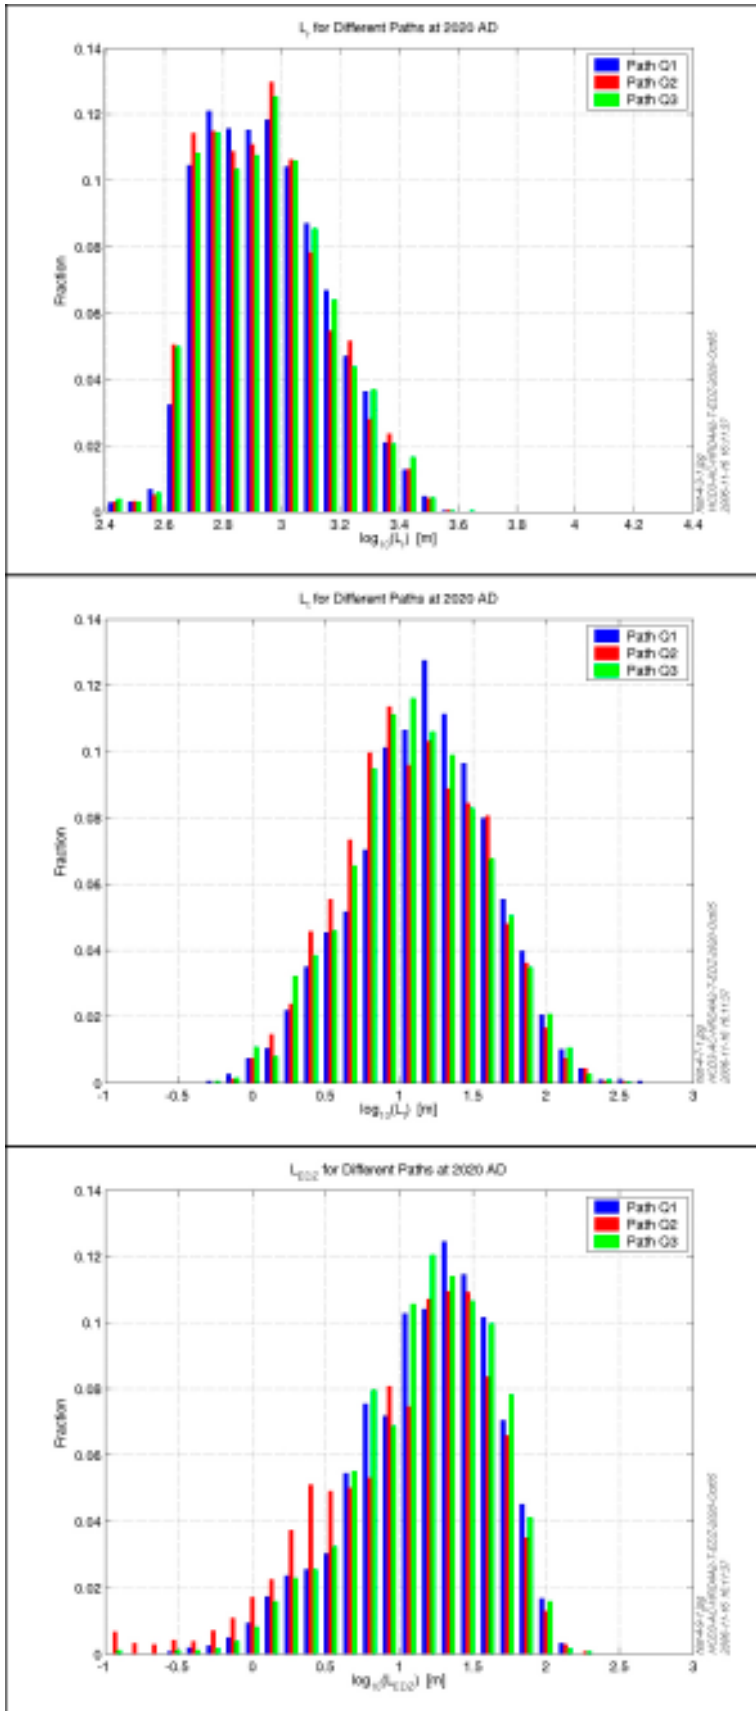 L_r for Different Paths at 2020 AD
0.14
Path Q1
Path Q2
Path Q3
0.12
0.1
0.08
0.06
0.04
0.02
0
Fraction
2.4 2.6 2.8 3 3.2 3.4 3.6 3.8 4 4.2 4.4
log10(L_r) [m]
L_t for Different Paths at 2020 AD
0.14
Path Q1
Path Q2
Path Q3
0.12
0.1
0.08
0.06
0.04
0.02
0
Fraction
-1 -0.5 0 0.5 1 1.5 2 2.5 3
[m]
L_EDZ for Different Paths at 2020 AD
0.14
Path Q1
Path Q2
Path Q3
0.12
0.1
0.08
0.06
0.04
0.02
0
Fraction
-1 -0.5 0 0.5 1 1.5 2 2.5 3
log10(L_EDZ) [m]